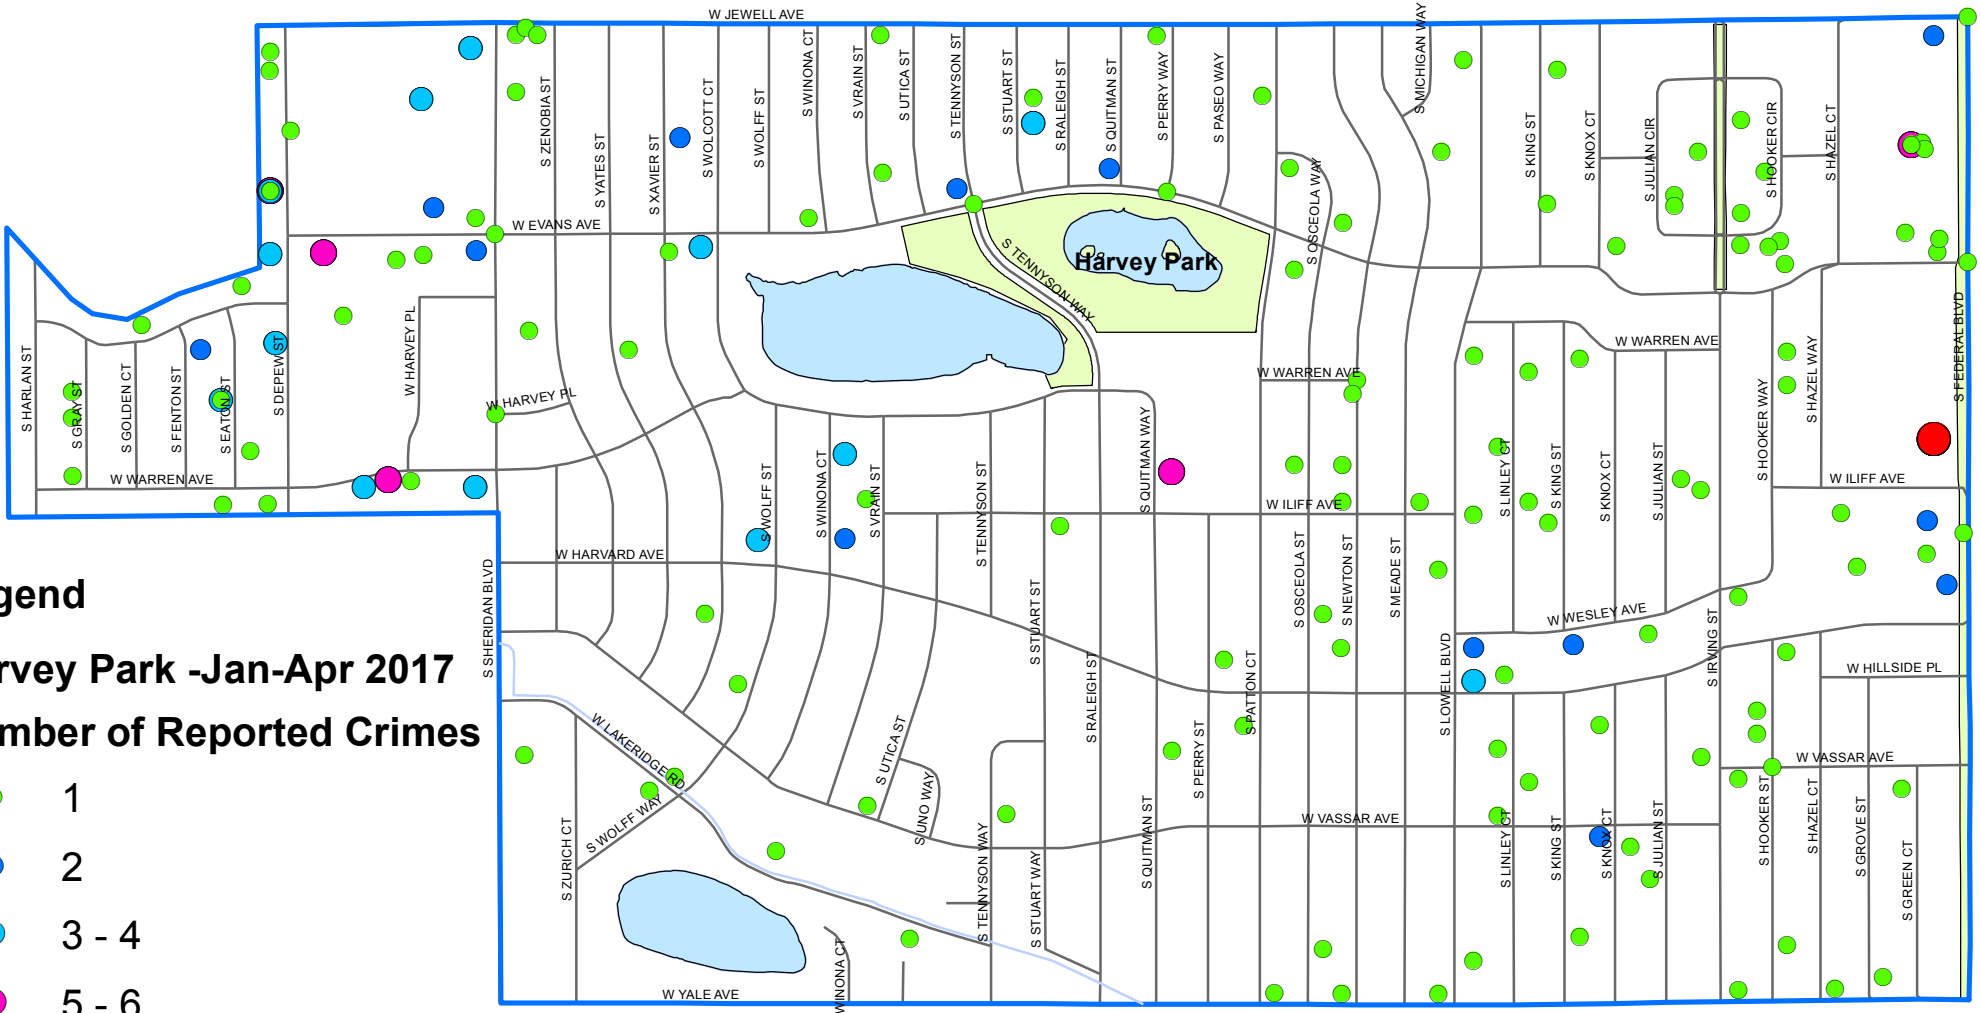 W JEWELL AVE
S ZENOBIA ST
S YATES ST
S XAVIER ST
S WOLCOTT CT
S WOLFF ST
S WINONA CT
S VRAIN ST
S UTICA ST
S TENNYSON ST
S STUART ST
S RALEIGH ST
S QUITMAN ST
S PERRY WAY
S PASEO WAY
S OSCEOLA WAY
S MICHIGAN WAY
S KING ST
S KNOX CT
S JULIAN CIR
S HOOKER CIR
S HAZEL CT
W EVANS AVE
S TENNYSON WAY
Harvey Park
S HARLAN ST
S GRAY ST
S GOLDEN CT
S FENTON ST
S EATON ST
S DEPEW ST
W HARVEY PL
W HARVEY PL
W WARREN AVE
W WARREN AVE
W WARREN AVE
S HOOKER WAY
S HAZEL WAY
S FEDERAL BLVD
S WOLFF ST
S WINONA CT
S VRAIN ST
S TENNYSON ST
S QUITMAN WAY
W ILIFF AVE
S LINLEY CT
S KING ST
S KNOX CT
S JULIAN ST
W ILIFF AVE
W HARVARD AVE
S SHERIDAN BLVD
S STUART ST
S RALEIGH ST
S OSCEOLA ST
S NEWTON ST
S MEADE ST
S LOWELL BLVD
W WESLEY AVE
S IRVING ST
W HILLSIDE PL
S PATTON CT
S PERRY ST
W LAKERIDGE RD
S WOLFF WAY
S UTICA ST
S UNO WAY
S ZURICH CT
S TENNYSON WAY
S STUART WAY
S QUITMAN ST
W VASSAR AVE
W VASSAR AVE
S LINLEY CT
S KING ST
S KNOX CT
S JULIAN ST
S HOOKER ST
S HAZEL CT
S GROVE ST
S GREEN CT
WINONA CT
W YALE AVE
gend
rvey Park -Jan-Apr 2017
mber of Reported Crimes
1
2
3 - 4
5 - 6